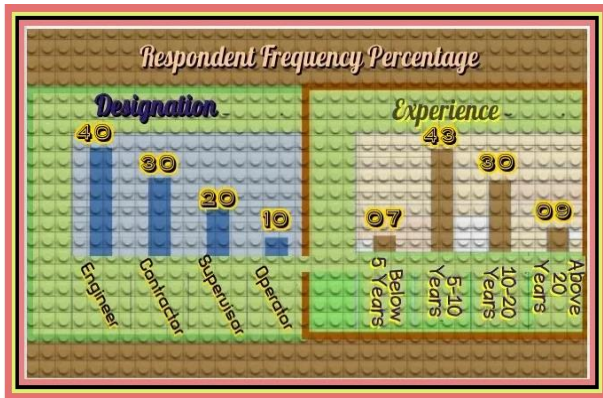 Respondent Frequency Percentage
Designation
40
30
20
10
Engineer
Contractor
Supervisor
Operator
Experience
07
43
30
09
Below
5 Years
5-10
Years
10-20
Years
Above
20
Years